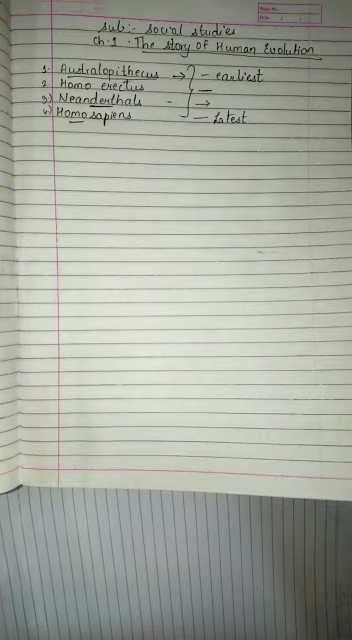 Sub:- Social studies
Ch.1 . The Story of Human Evolution
1. Australopithecus → - earliest
2. Homo erectus —
3) Neanderthals - →
4) Homo sapiens — Latest